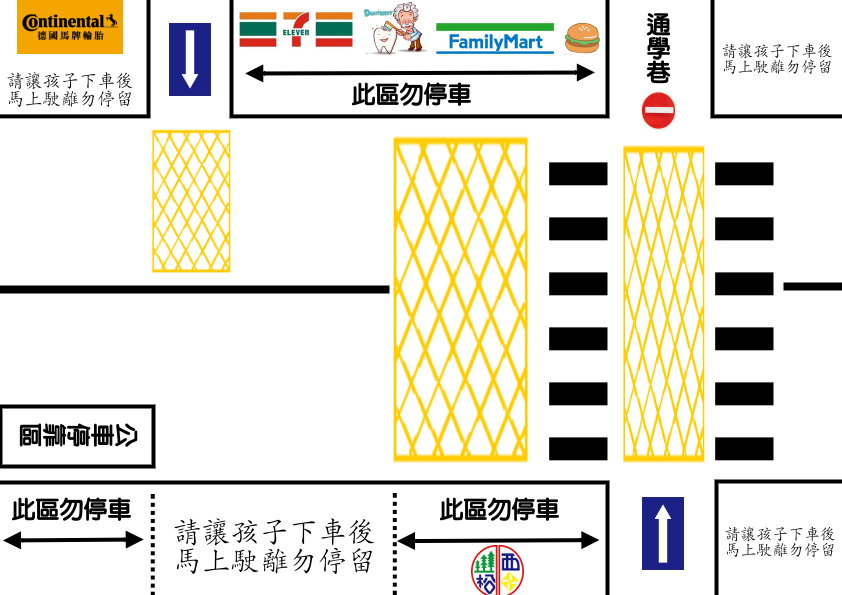 Continental
德國馬牌輪胎
請讓孩子下車後
馬上駛離勿停留
7
ELEVEN
DENTIST
FamilyMart
此區勿停車
通學巷
請讓孩子下車後
馬上駛離勿停留
公車停靠區
此區勿停車
請讓孩子下車後
馬上駛離勿停留
此區勿停車
西松
請讓孩子下車後
馬上駛離勿停留